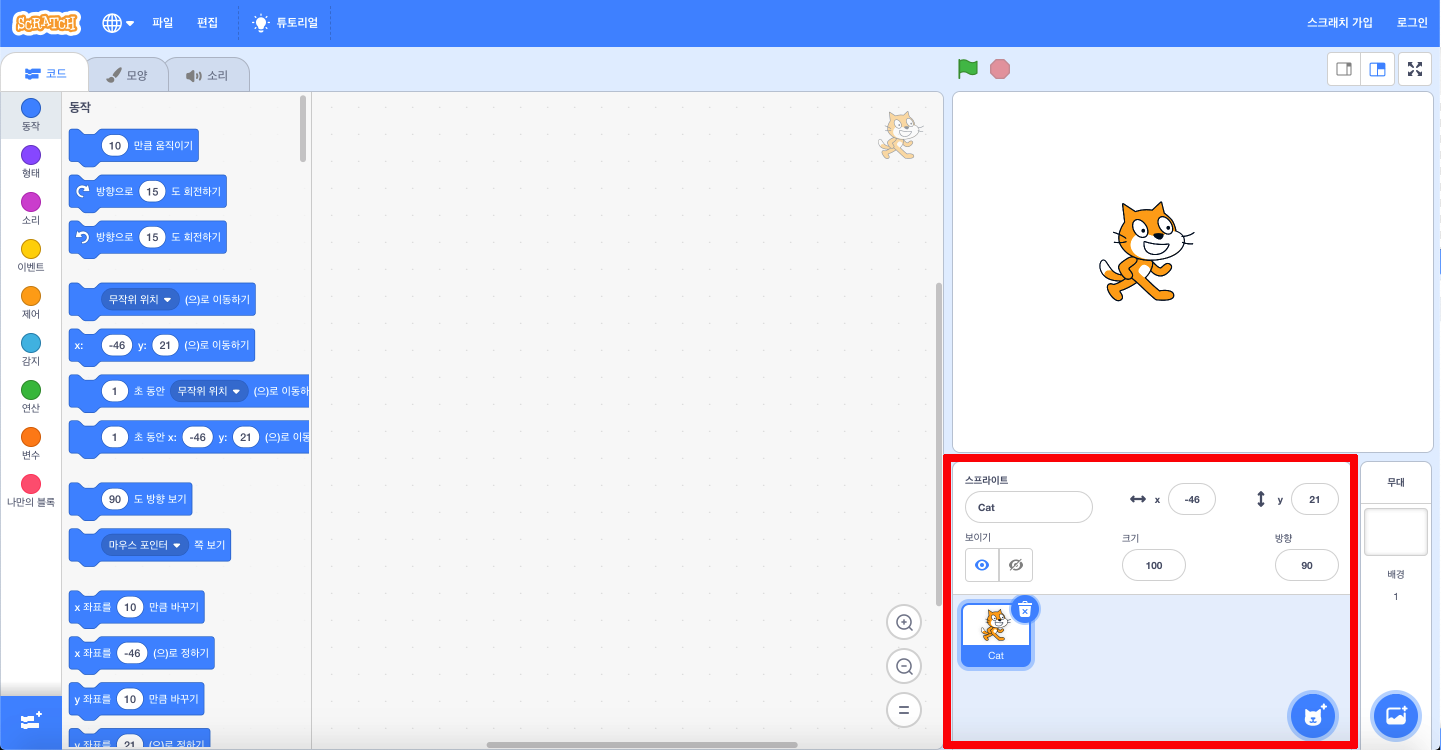 SCRATCH 파일 편집 튜토리얼 스크래치 가입 로그인
코드 모양 소리
동작
형태
소리
이벤트
제어
감지
연산
변수
나만의 블록
동작
10 만큼 움직이기
방향으로 15 도 회전하기
방향으로 15 도 회전하기
무작위 위치 (으)로 이동하기
x: -46 y: 21 (으)로 이동하기
1 초 동안 무작위 위치 (으)로 이동하
1 초 동안 x: -46 y: 21 (으)로 이동
90 도 방향 보기
마우스 포인터 쪽 보기
x 좌표를 10 만큼 바꾸기
x 좌표를 -46 (으)로 정하기
y 좌표를 10 만큼 바꾸기
y 좌표를 21 (으)로 정하기
스프라이트
Cat x -46 y 21
보이기 크기 방향
100 90
Cat
무대
배경
1